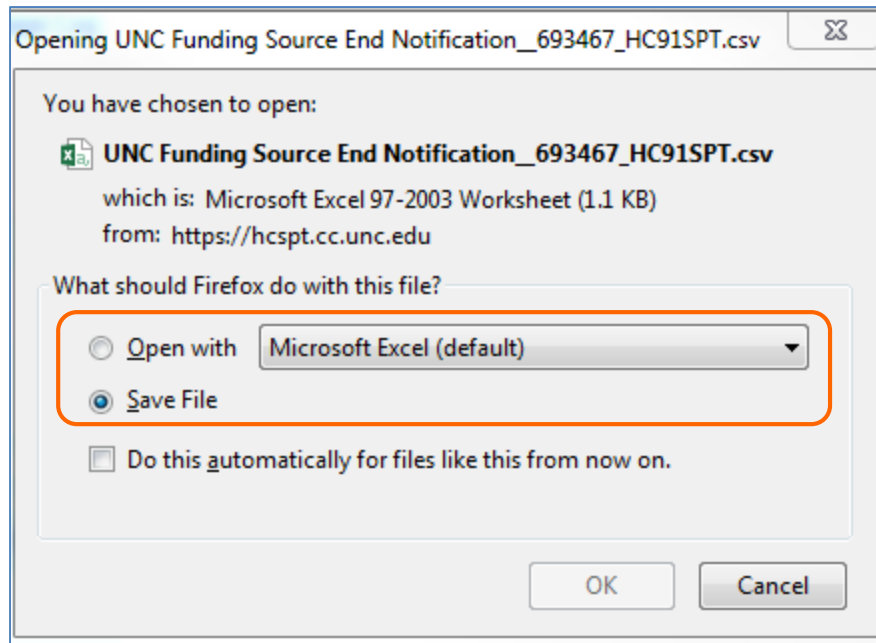 Opening UNC Funding Source End Notification__693467_HC91SPT.csv
You have chosen to open:
UNC Funding Source End Notification__693467_HC91SPT.csv
which is: Microsoft Excel 97-2003 Worksheet (1.1 KB)
from: https://hcspt.cc.unc.edu
What should Firefox do with this file?
Open with Microsoft Excel (default)
Save File
Do this automatically for files like this from now on.
OK Cancel